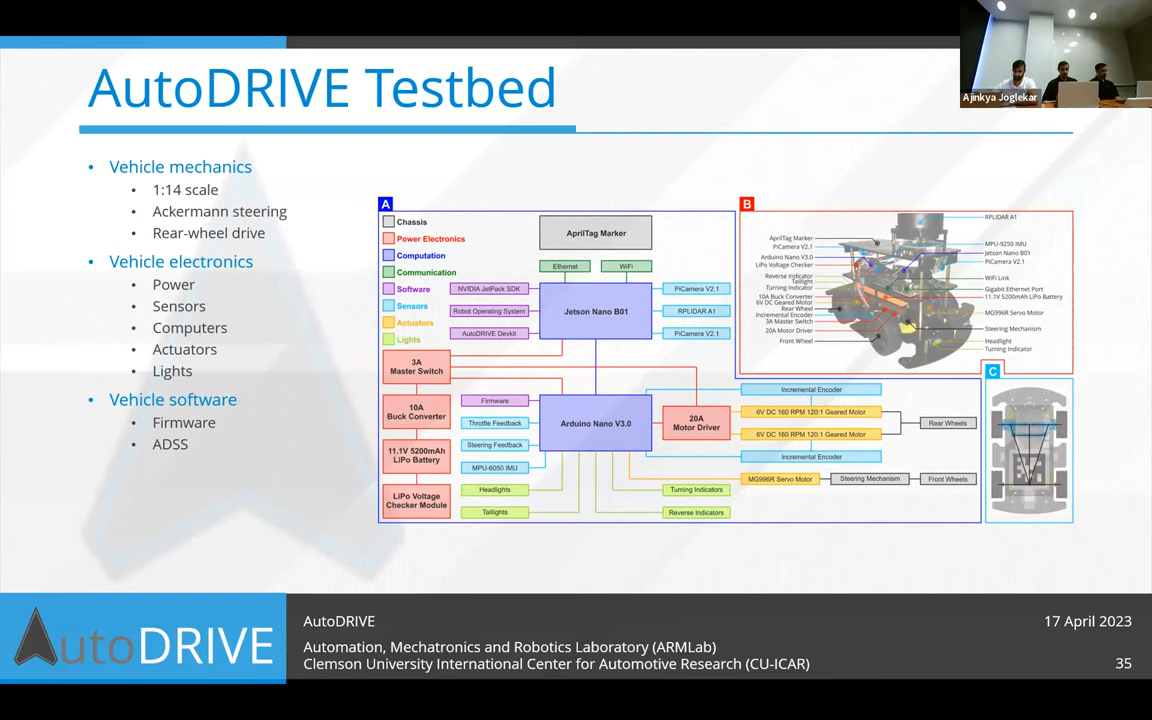 AutoDRIVE Testbed
Ajinkya Joglekar
• Vehicle mechanics
• 1:14 scale
• Ackermann steering
• Rear-wheel drive
• Vehicle electronics
• Power
• Sensors
• Computers
• Actuators
• Lights
• Vehicle software
• Firmware
• ADSS
A
Chassis
Power Electronics
Computation
Communication
Software
Sensors
Actuators
Lights
AprilTag Marker
Ethernet
WiFi
NVIDIA JetPack SDK
Robot Operating System
AutoDRIVE Devkit
Jetson Nano B01
PiCamera V2.1
RPLIDAR A1
PiCamera V2.1
3A
Master Switch
10A
Buck Converter
11.1V 5200mAh
LiPo Battery
LiPo Voltage
Checker Module
Firmware
Throttle Feedback
Steering Feedback
MPU-6050 IMU
Headlights
Taillights
Arduino Nano V3.0
20A
Motor Driver
Turning Indicators
Reverse Indicators
Incremental Encoder
6V DC 160 RPM 120:1 Geared Motor
6V DC 160 RPM 120:1 Geared Motor
Incremental Encoder
Rear Wheels
MG996R Servo Motor
Steering Mechanism
Front Wheels
B
AprilTag Marker
PiCamera V2.1
Arduino Nano V3.0
LiPo Voltage Checker
Reverse Indicator
Taillight
Turning Indicator
10A Buck Converter
6V DC Geared Motor
Rear Wheel
Incremental Encoder
3A Master Switch
20A Motor Driver
Front Wheel
RPLIDAR A1
MPU-9250 IMU
Jetson Nano B01
PiCamera V2.1
WiFi Link
Gigabit Ethernet Port
11.1V 5200mAh LiPo Battery
MG996R Servo Motor
Steering Mechanism
Headlight
Turning Indicator
C
AutoDRIVE
AutoDRIVE
17 April 2023
Automation, Mechatronics and Robotics Laboratory (ARMLab)
Clemson University International Center for Automotive Research (CU-ICAR)
35